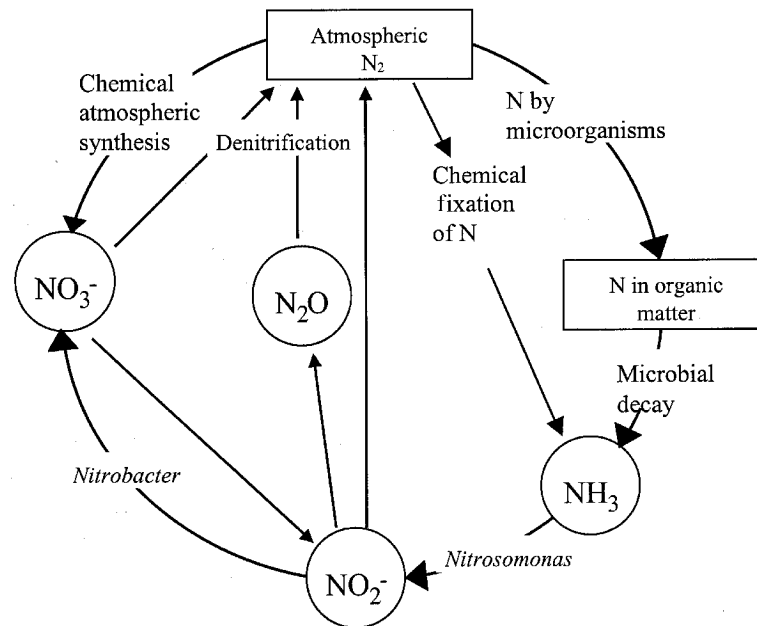 Atmospheric
N₂
Chemical
atmospheric
synthesis
N by
microorganisms
Denitrification
Chemical
fixation
of N
NO₃⁻
N₂O
N in organic
matter
Microbial
decay
Nitrobacter
NH₃
Nitrosomonas
NO₂⁻